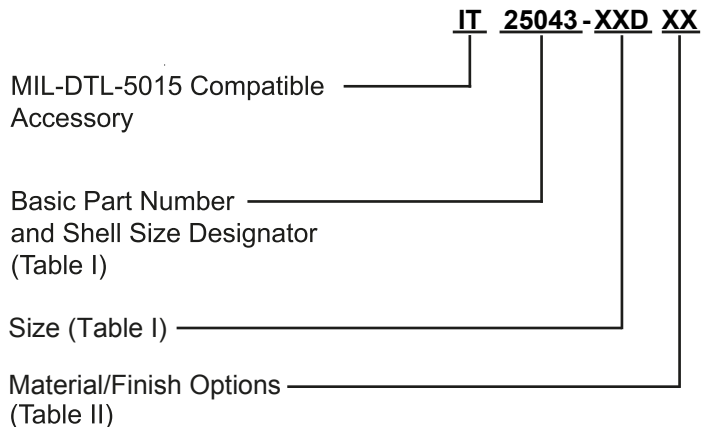 IT 25043-XXD XX
MIL-DTL-5015 Compatible
Accessory
Basic Part Number
and Shell Size Designator
(Table I)
Size (Table I)
Material/Finish Options
(Table II)